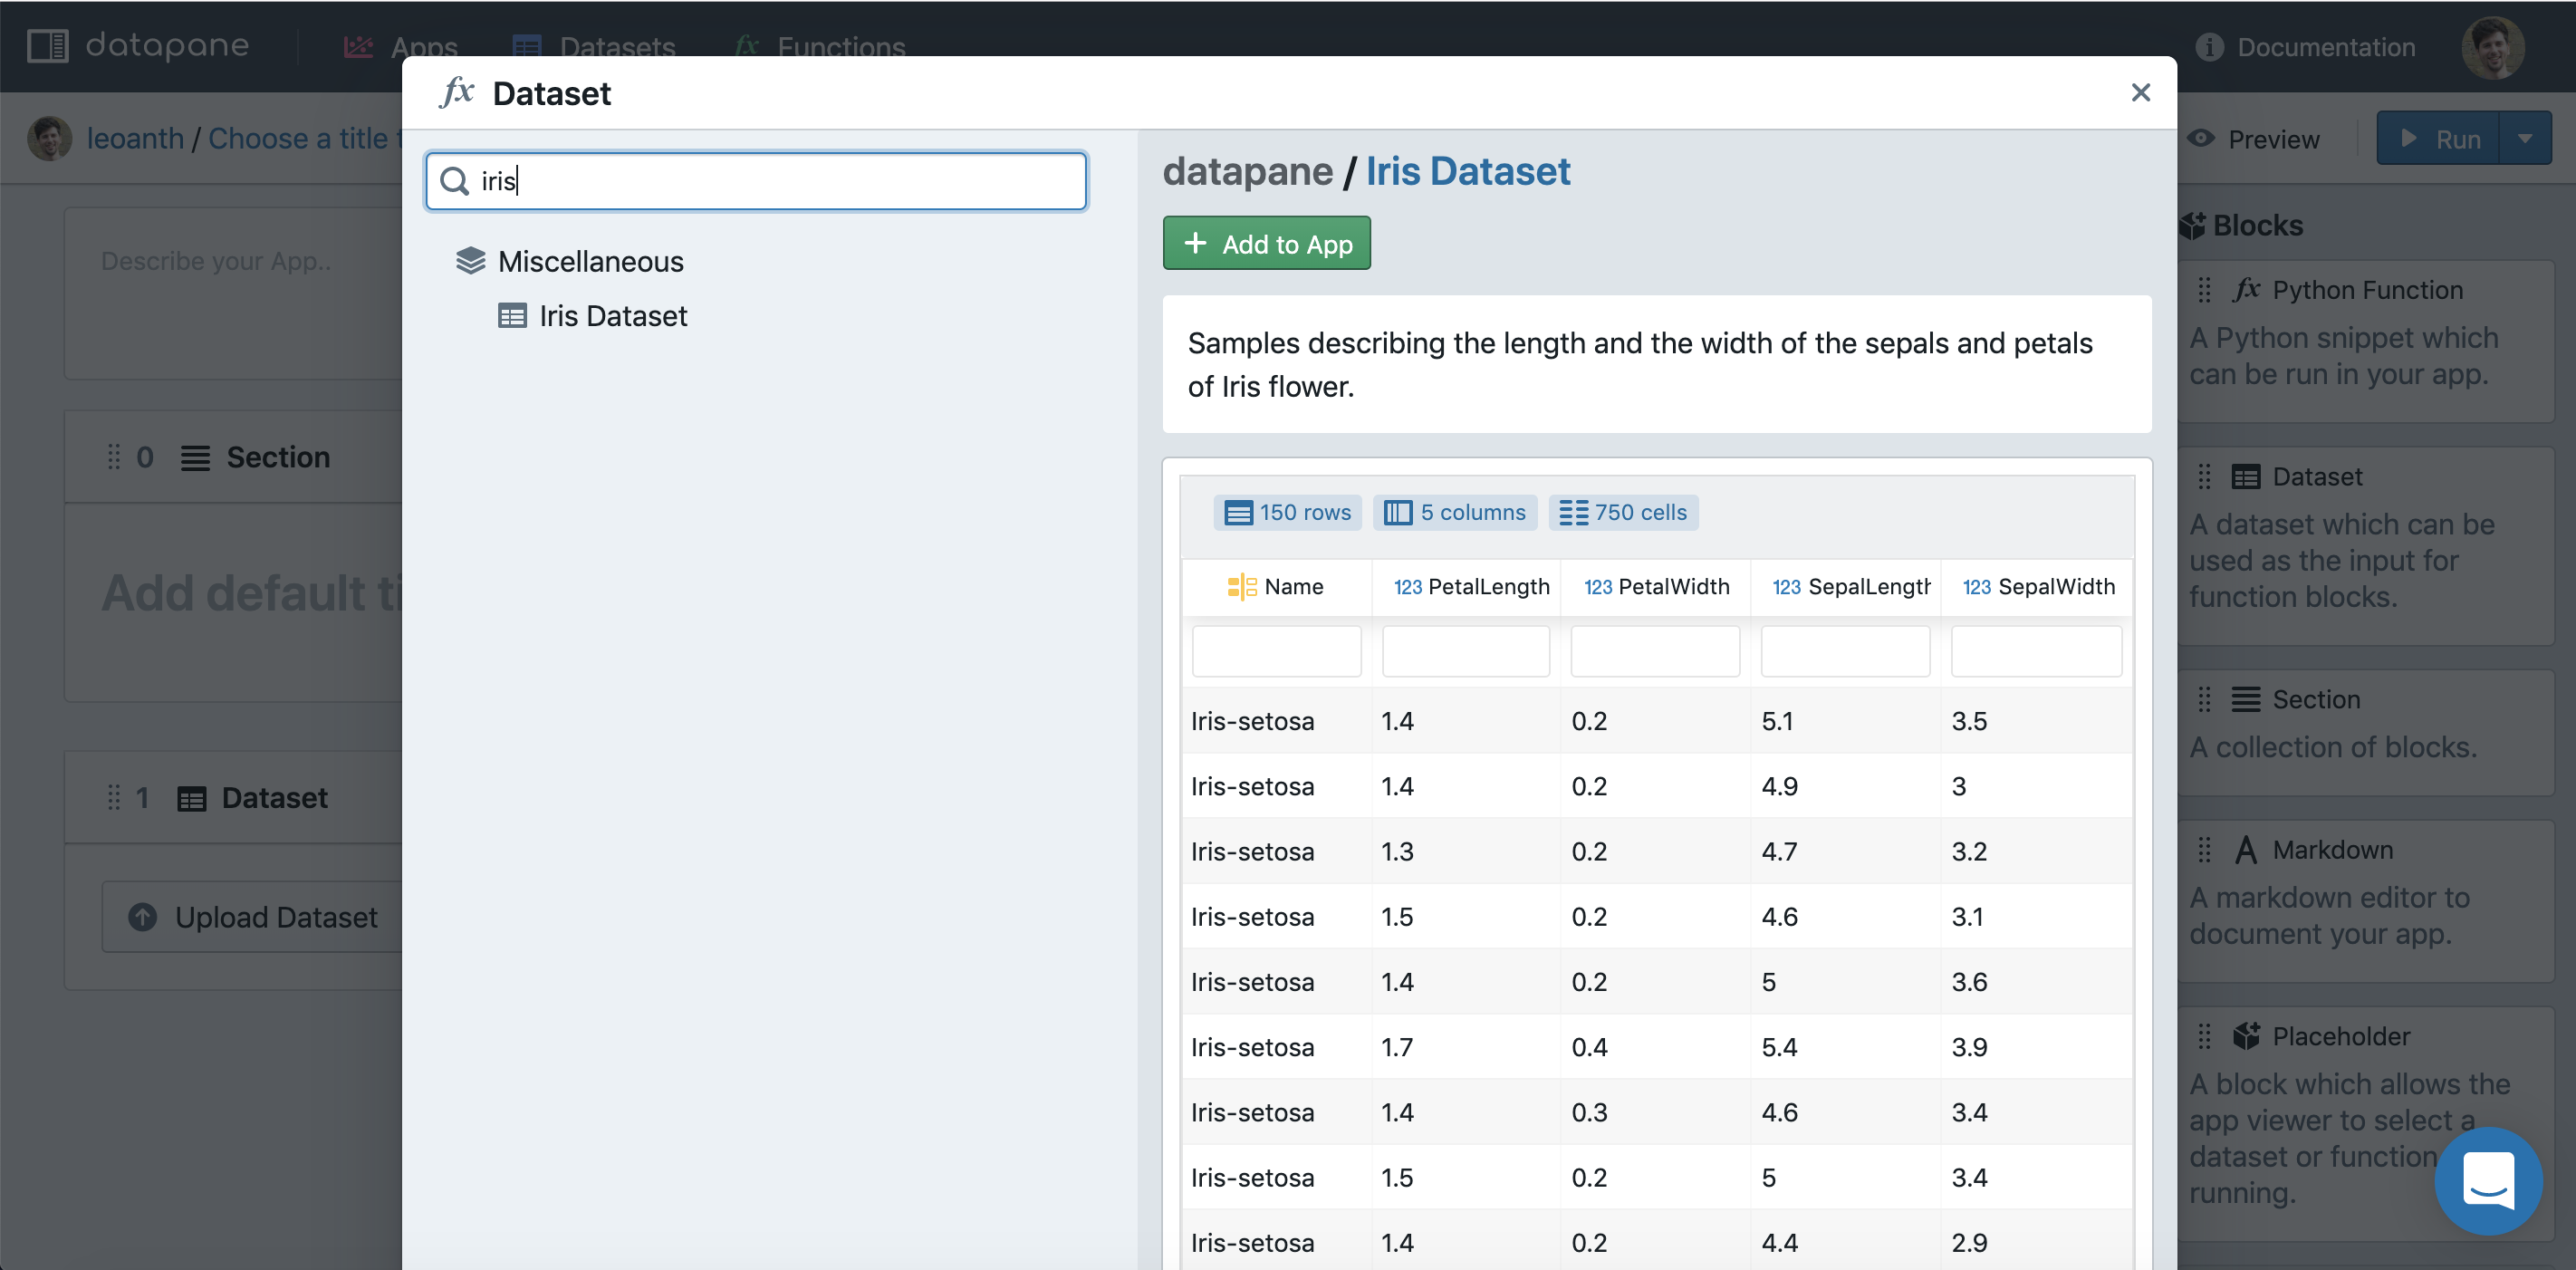 datapane
Apps
Datasets
fx Functions
Documentation
leoanth / Choose a title t
Preview
Run
Describe your App..
0 Section
Add default ti
1 Dataset
Upload Dataset
fx Dataset
iris
Miscellaneous
Iris Dataset
datapane / Iris Dataset
+ Add to App
Samples describing the length and the width of the sepals and petals
of Iris flower.
150 rows 5 columns 750 cells
Name 123 PetalLength 123 PetalWidth 123 SepalLength 123 SepalWidth
Iris-setosa 1.4 0.2 5.1 3.5
Iris-setosa 1.4 0.2 4.9 3
Iris-setosa 1.3 0.2 4.7 3.2
Iris-setosa 1.5 0.2 4.6 3.1
Iris-setosa 1.4 0.2 5 3.6
Iris-setosa 1.7 0.4 5.4 3.9
Iris-setosa 1.4 0.3 4.6 3.4
Iris-setosa 1.5 0.2 5 3.4
Iris-setosa 1.4 0.2 4.4 2.9
Blocks
fx Python Function
A Python snippet which
can be run in your app.
Dataset
A dataset which can be
used as the input for
function blocks.
Section
A collection of blocks.
A Markdown
A markdown editor to
document your app.
Placeholder
A block which allows the
app viewer to select a
dataset or function
running.